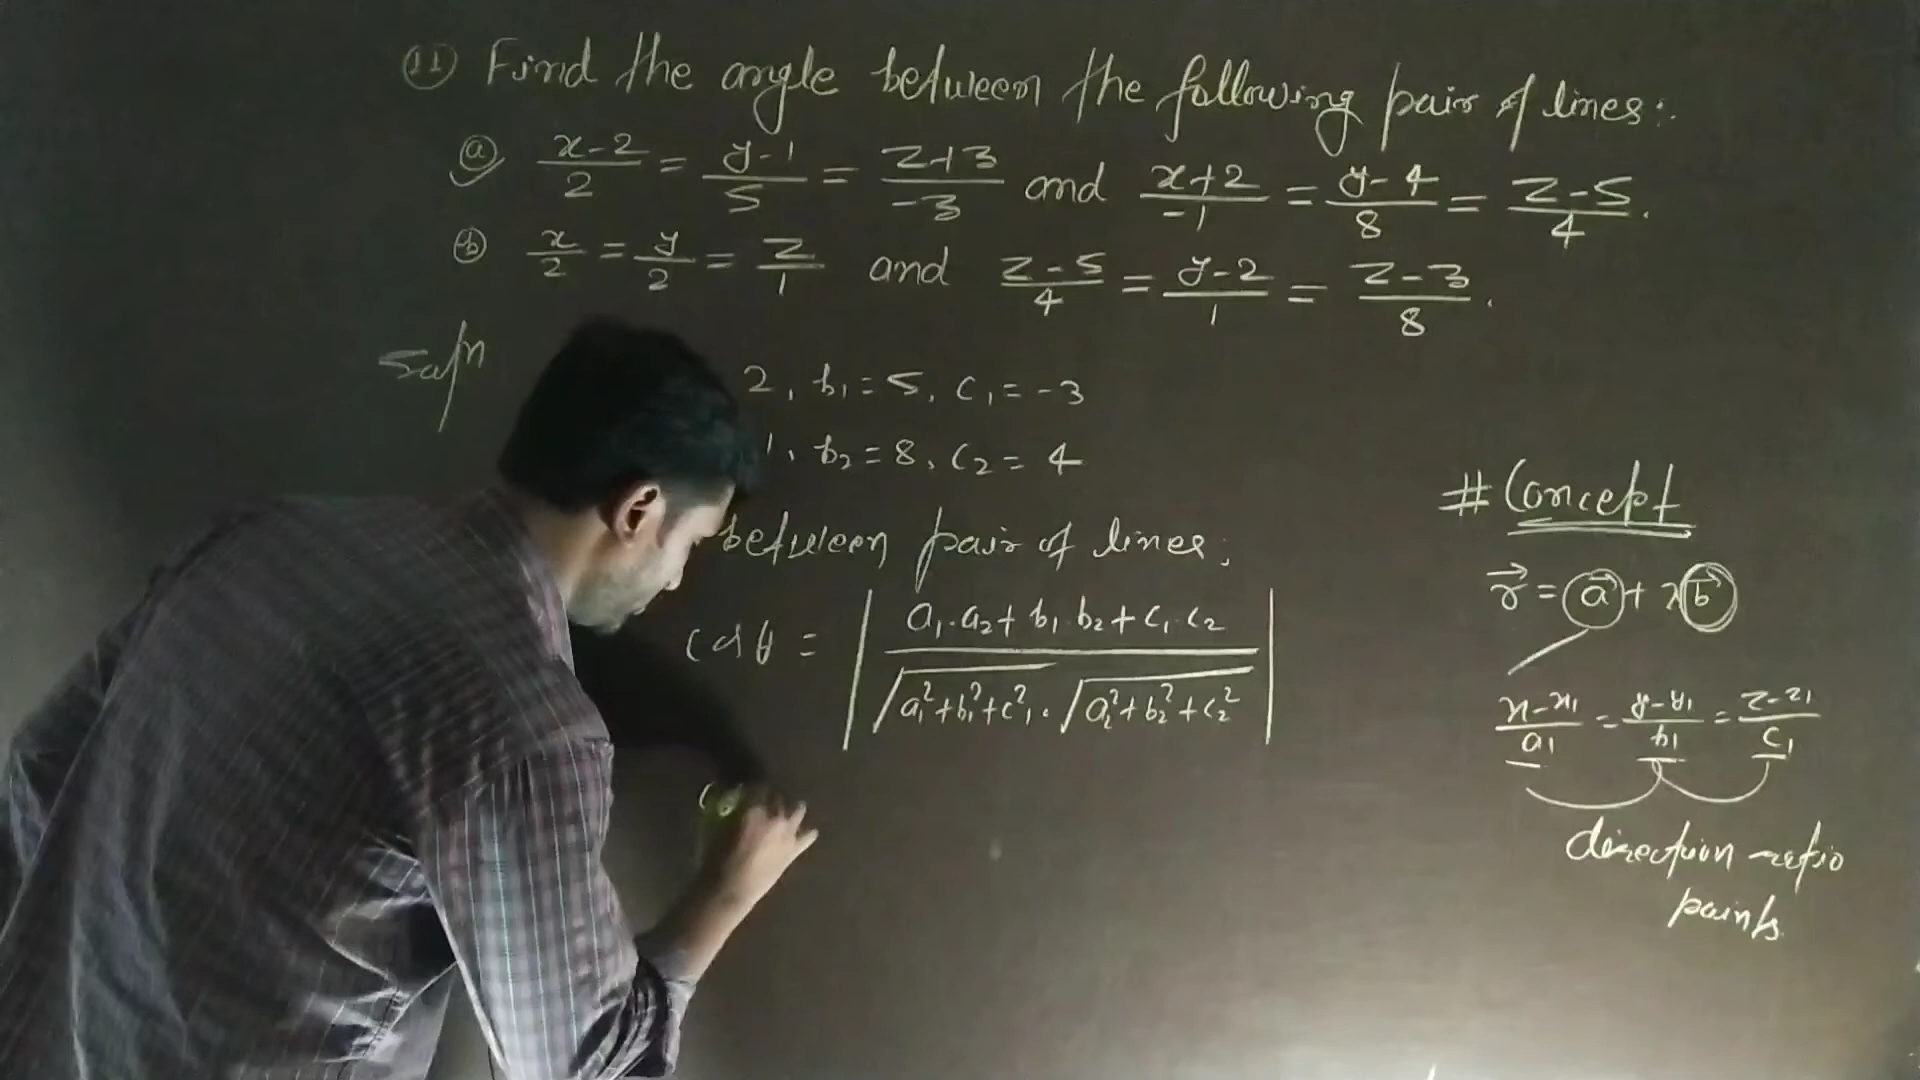 11 Find the angle between the following pair of lines:
(a) x-2/2 = y-1/5 = z+3/-3 and x+2/-1 = y-4/8 = z-5/4.
(b) x/2 = y/2 = z/1 and z-5/4 = y-2/1 = z-3/8.
Sol^n
2, b₁=5, c₁=-3
1, b₂=8, c₂=4
between pair of lines,
cosθ = | a₁.a₂+b₁.b₂+c₁.c₂ / √a₁²+b₁²+c₁² . √a₂²+b₂²+c₂² |
# Concept
r⃗ = a⃗ + λb⃗
x-x₁/a₁ = y-y₁/b₁ = z-z₁/c₁
direction ratio
points